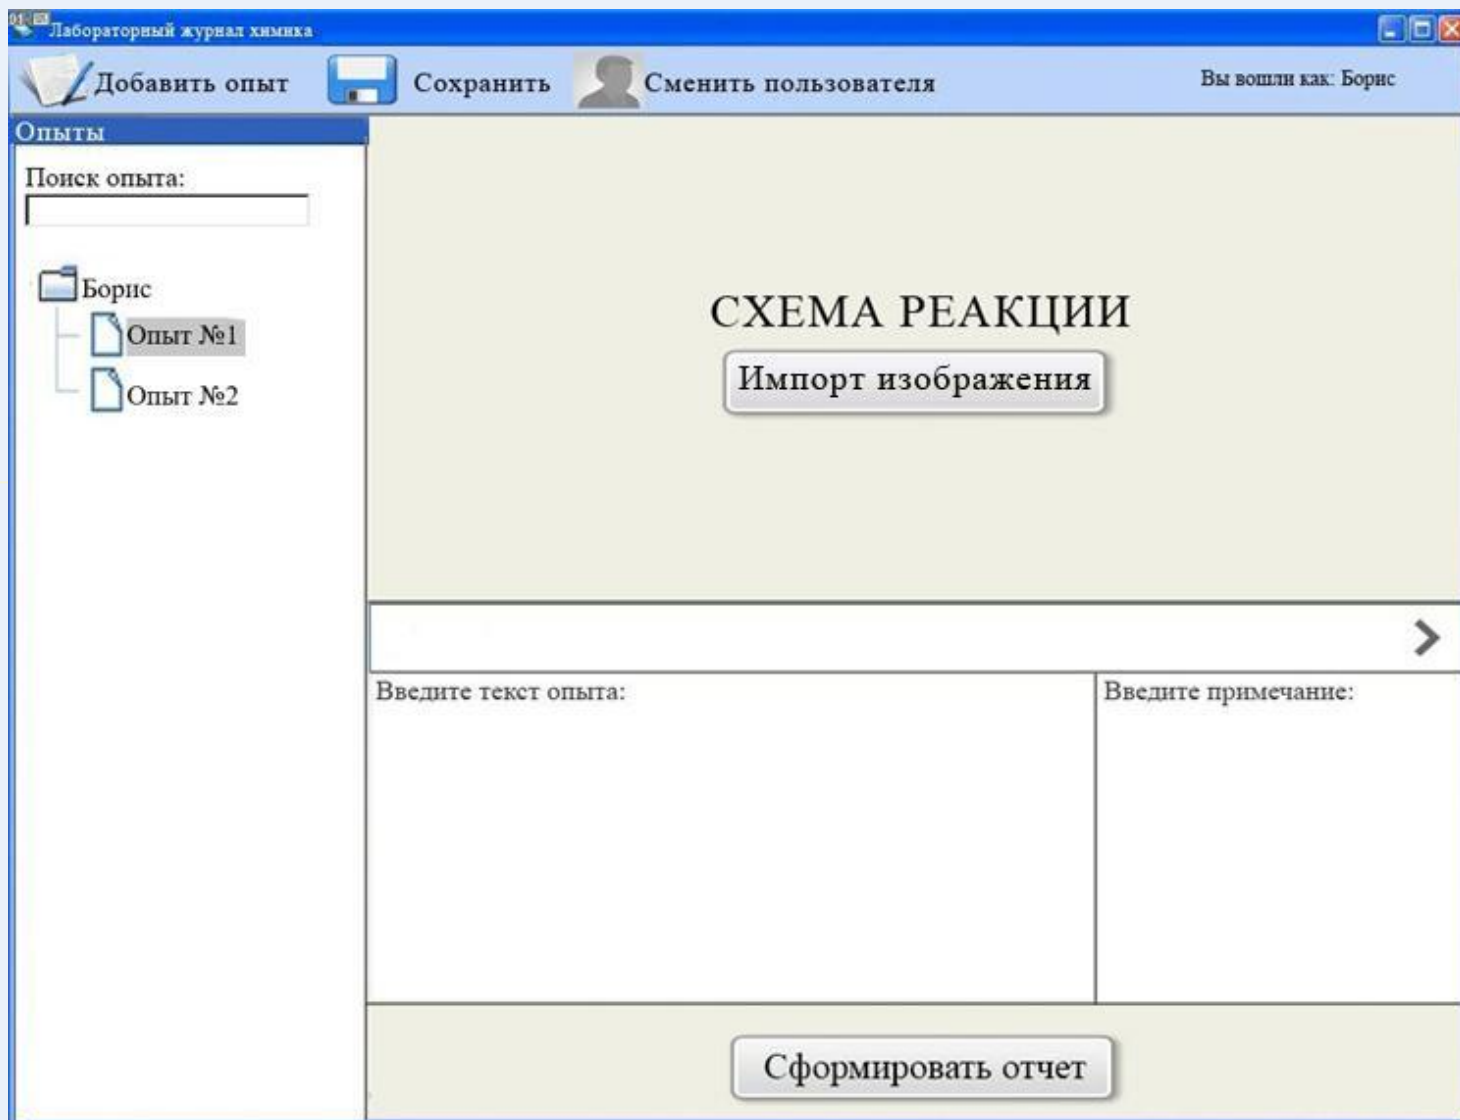 Лабораторный журнал химика
Добавить опыт Сохранить Сменить пользователя Вы вошли как: Борис
Опыты
Поиск опыта:
Борис
Опыт №1
Опыт №2
СХЕМА РЕАКЦИИ
Импорт изображения
Введите текст опыта:
Введите примечание:
Сформировать отчет